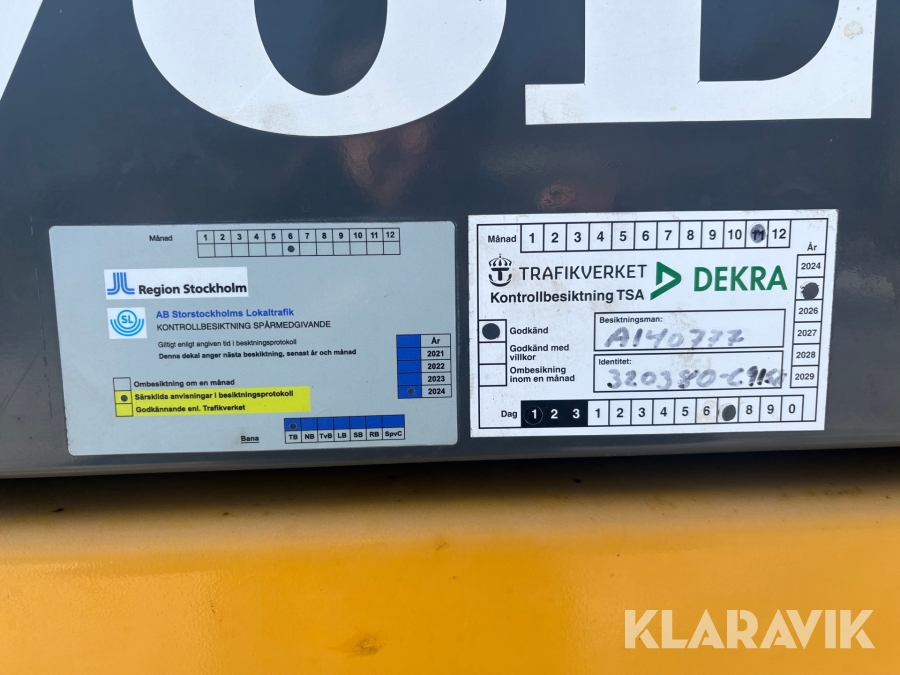 VOL
Månad 1 2 3 4 5 6 7 8 9 10 11 12
Region Stockholm
SL
AB Storstockholms Lokaltrafik
KONTROLLBESIKTNING SPÅRMEDGIVANDE
Giltigt enligt angiven tid i besiktningsprotokoll
Denna dekal anger nästa besiktning, senast år och månad
År
2021
2022
2023
2024
Ombesiktning om en månad
Särskilda anvisningar i besiktningsprotokoll
Godkännande enl. Trafikverket
Bana TB NB TvB LB SB RB SpvC
Månad 1 2 3 4 5 6 7 8 9 10 11 12
År
2024
2026
2027
2028
2029
TRAFIKVERKET DEKRA
Kontrollbesiktning TSA
Godkänd
Godkänd med
villkor
Ombesiktning
inom en månad
Besiktningsman:
A140777
Identitet:
Dag 1 2 3 1 2 3 4 5 6 8 9 0
KLARAVIK